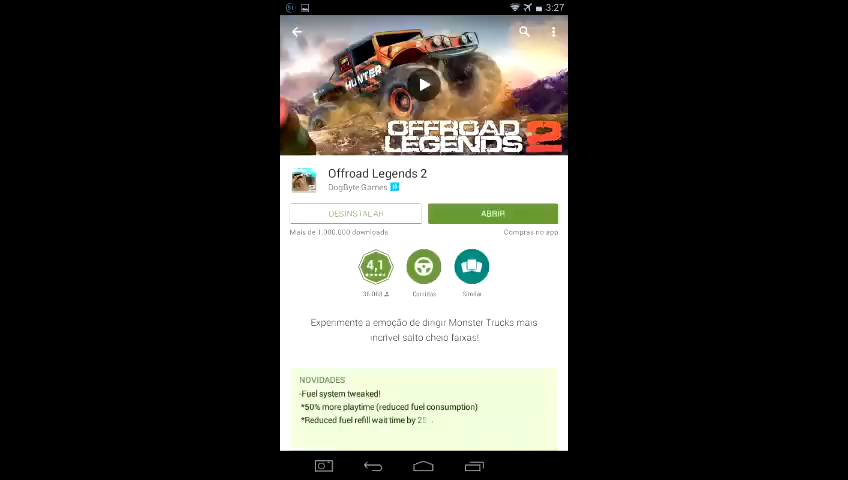 3:27
HUNTER
OFFROAD
LEGENDS 2
Offroad Legends 2
DogByte Games
DESINSTALAR
ABRIR
Mais de 1.000.000 downloads
Compras no app
4,1
Corridas
Similar
Experimente a emoção de dirigir Monster Trucks mais
incrível salto cheio faixas!
NOVIDADES
-Fuel system tweaked!
*50% more playtime (reduced fuel consumption)
*Reduced fuel refill wait time by